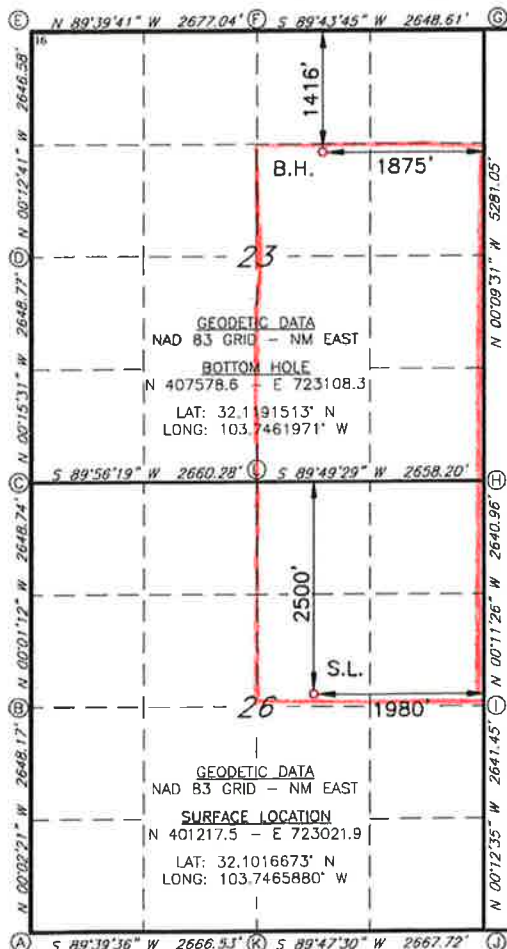 E N 89°39'41" W 2677.04' F S 89°43'45" W 2648.61' G
16
N 00°12'41" W 2646.58'
1416'
B.H.
1875'
N 00°09'31" W 5281.05'
D
23
GEODETIC DATA
NAD 83 GRID - NM EAST
BOTTOM HOLE
N 407578.6 - E 723108.3
LAT: 32.1191513° N
LONG: 103.7461971° W
N 00°15'31" W 2648.77'
C S 89°56'19" W 2660.28' L S 89°49'29" W 2658.20' H
N 00°01'12" W 2648.74'
2500'
N 00°11'26" W 2640.96'
S.L.
B
26
1980'
I
GEODETIC DATA
NAD 83 GRID - NM EAST
SURFACE LOCATION
N 401217.5 - E 723021.9
LAT: 32.1016673° N
LONG: 103.7465880° W
N 00°02'21" W 2648.17'
N 00°12'35" W 2641.45'
A S 89°39'36" W 2666.53' K S 89°47'30" W 2667.72' J